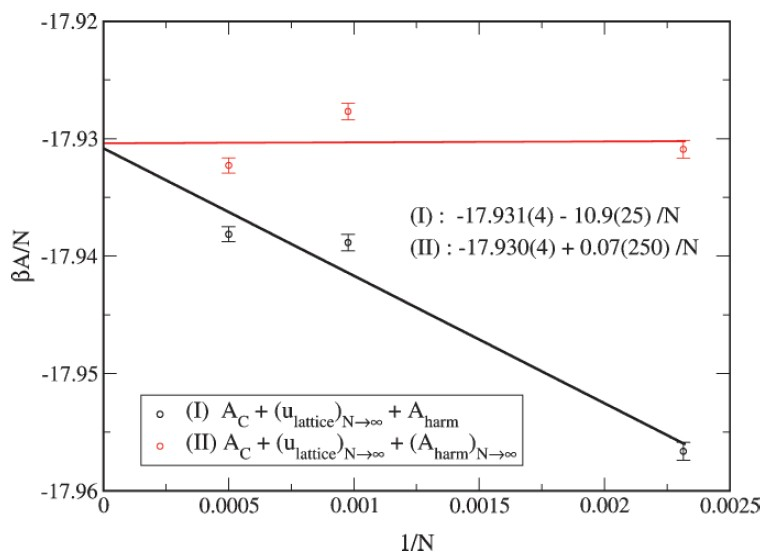 -17.92
-17.93
-17.94
-17.95
-17.96
βA/N
(I) : -17.931(4) - 10.9(25) /N
(II) : -17.930(4) + 0.07(250) /N
(I) A_C + (u_lattice)_N→∞ + A_harm
(II) A_C + (u_lattice)_N→∞ + (A_harm)_N→∞
0 0.0005 0.001 0.0015 0.002 0.0025
1/N